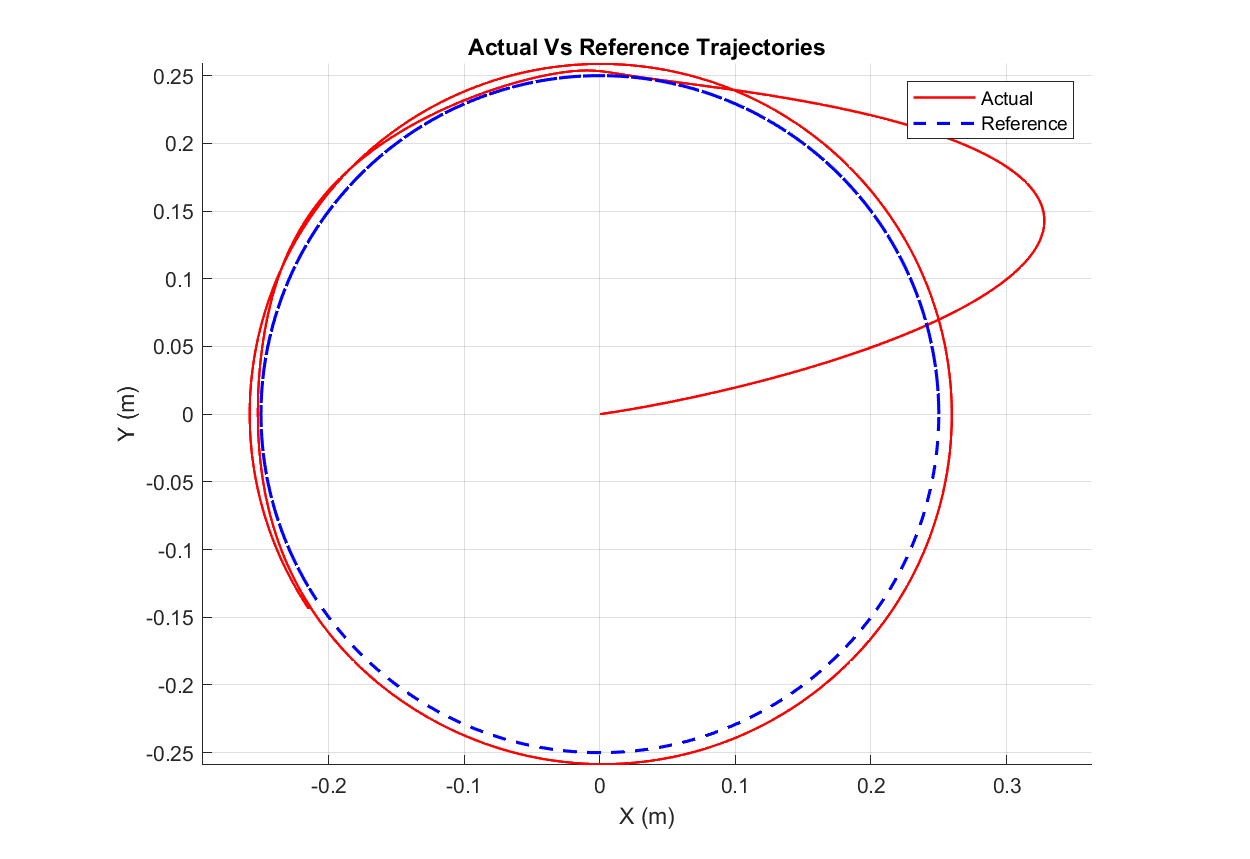 Actual Vs Reference Trajectories
Actual
Reference
0.25
0.2
0.15
0.1
0.05
0
-0.05
-0.1
-0.15
-0.2
-0.25
Y (m)
-0.2 -0.1 0 0.1 0.2 0.3
X (m)